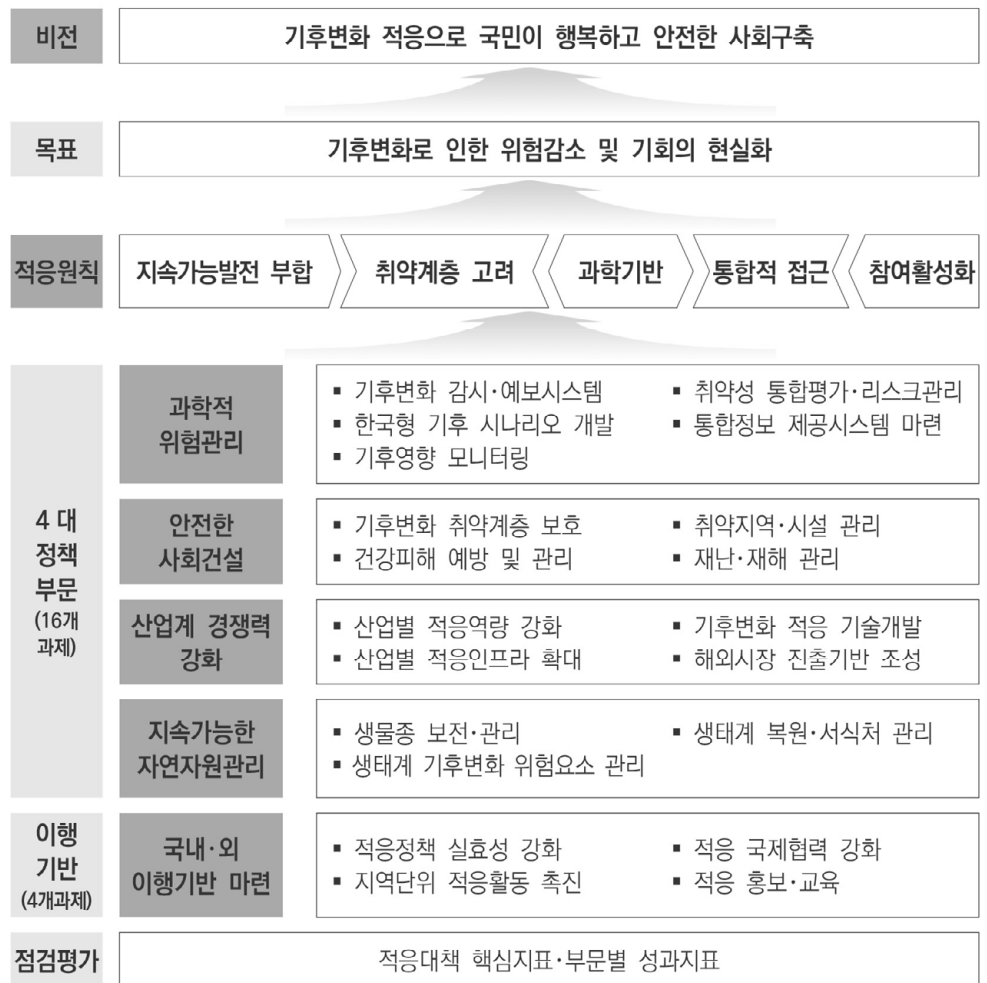 비전
기후변화 적응으로 국민이 행복하고 안전한 사회구축
목표
기후변화로 인한 위험감소 및 기회의 현실화
적응원칙
지속가능발전 부합
취약계층 고려
과학기반
통합적 접근
참여활성화
4대
정책
부문
(16개
과제)
과학적
위험관리
▪ 기후변화 감시·예보시스템
▪ 한국형 기후 시나리오 개발
▪ 기후영향 모니터링
▪ 취약성 통합평가·리스크관리
▪ 통합정보 제공시스템 마련
안전한
사회건설
▪ 기후변화 취약계층 보호
▪ 건강피해 예방 및 관리
▪ 취약지역·시설 관리
▪ 재난·재해 관리
산업계 경쟁력
강화
▪ 산업별 적응역량 강화
▪ 산업별 적응인프라 확대
▪ 기후변화 적응 기술개발
▪ 해외시장 진출기반 조성
지속가능한
자연자원관리
▪ 생물종 보전·관리
▪ 생태계 기후변화 위험요소 관리
▪ 생태계 복원·서식처 관리
이행
기반
(4개과제)
국내·외
이행기반 마련
▪ 적응정책 실효성 강화
▪ 지역단위 적응활동 촉진
▪ 적응 국제협력 강화
▪ 적응 홍보·교육
점검평가
적응대책 핵심지표·부문별 성과지표